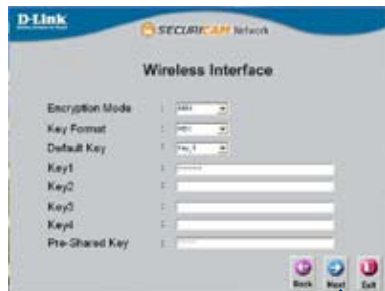 D-Link
SECURICAM Network
Wireless Interface
Encryption Mode :
Key Format :
Default Key :
Key1 :
Key2 :
Key3 :
Key4 :
Pre-Shared Key :
Back Next Exit